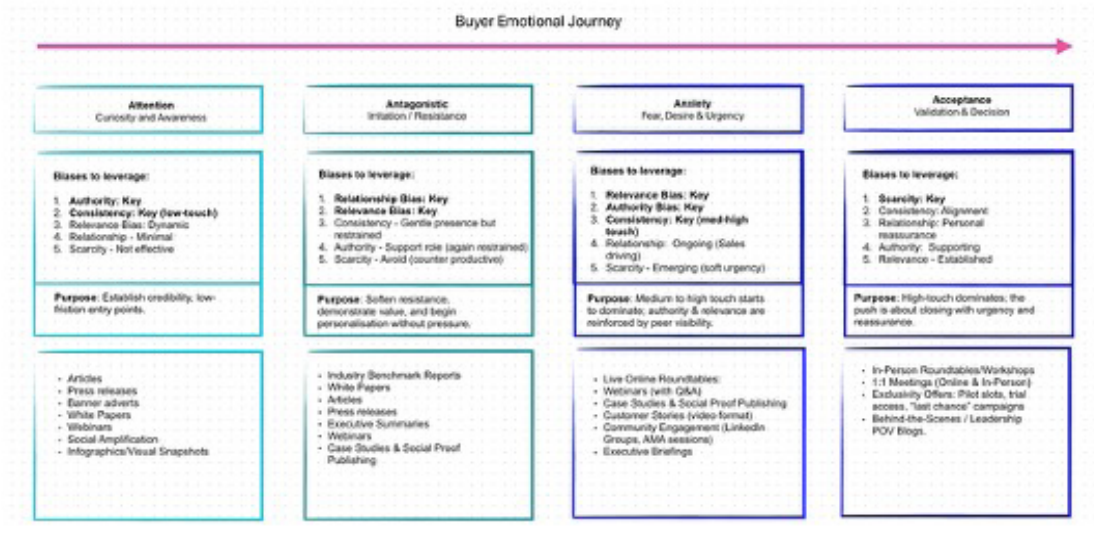 Buyer Emotional Journey
Attention
Curiosity and Awareness
Biases to leverage:
1. Authority: Key
2. Consistency: Key (low-touch)
3. Relevance Bias: Dynamic
4. Relationship - Minimal
5. Scarcity - Not effective
Purpose: Establish credibility, low-
friction entry points.
- Articles
- Press releases
- Banner adverts
- White Papers
- Webinars
- Social Amplification
- Infographics/Visual Snapshots
Antagonistic
Irritation / Resistance
Biases to leverage:
1. Relationship Bias: Key
2. Relevance Bias: Key
3. Consistency - Gentle presence but
restrained
4. Authority - Support role (again restrained)
5. Scarcity - Avoid (counter productive)
Purpose: Soften resistance,
demonstrate value, and begin
personalisation without pressure.
- Industry Benchmark Reports
- White Papers
- Articles
- Press releases
- Executive Summaries
- Webinars
- Case Studies & Social Proof
Publishing
Anxiety
Fear, Desire & Urgency
Biases to leverage:
1. Relevance Bias: Key
2. Authority Bias: Key
3. Consistency: Key (med-high
touch)
4. Relationship: Ongoing (Sales
driving)
5. Scarcity - Emerging (soft urgency)
Purpose: Medium to high touch starts
to dominate; authority & relevance are
reinforced by peer visibility.
- Live Online Roundtables:
- Webinars (with Q&A)
- Case Studies & Social Proof Publishing
- Customer Stories (video format)
- Community Engagement (LinkedIn
Groups, AMA sessions)
- Executive Briefings
Acceptance
Validation & Decision
Biases to leverage:
1. Scarcity: Key
2. Consistency: Alignment
3. Relationship: Personal
reassurance
4. Authority: Supporting
5. Relevance - Established
Purpose: High-touch dominates; the
push is about closing with urgency and
reassurance.
- In-Person Roundtables/Workshops
- 1:1 Meetings (Online & In-Person)
- Exclusivity Offers: Pilot slots, trial
access, "last chance" campaigns
- Behind-the-Scenes / Leadership
POV Blogs.